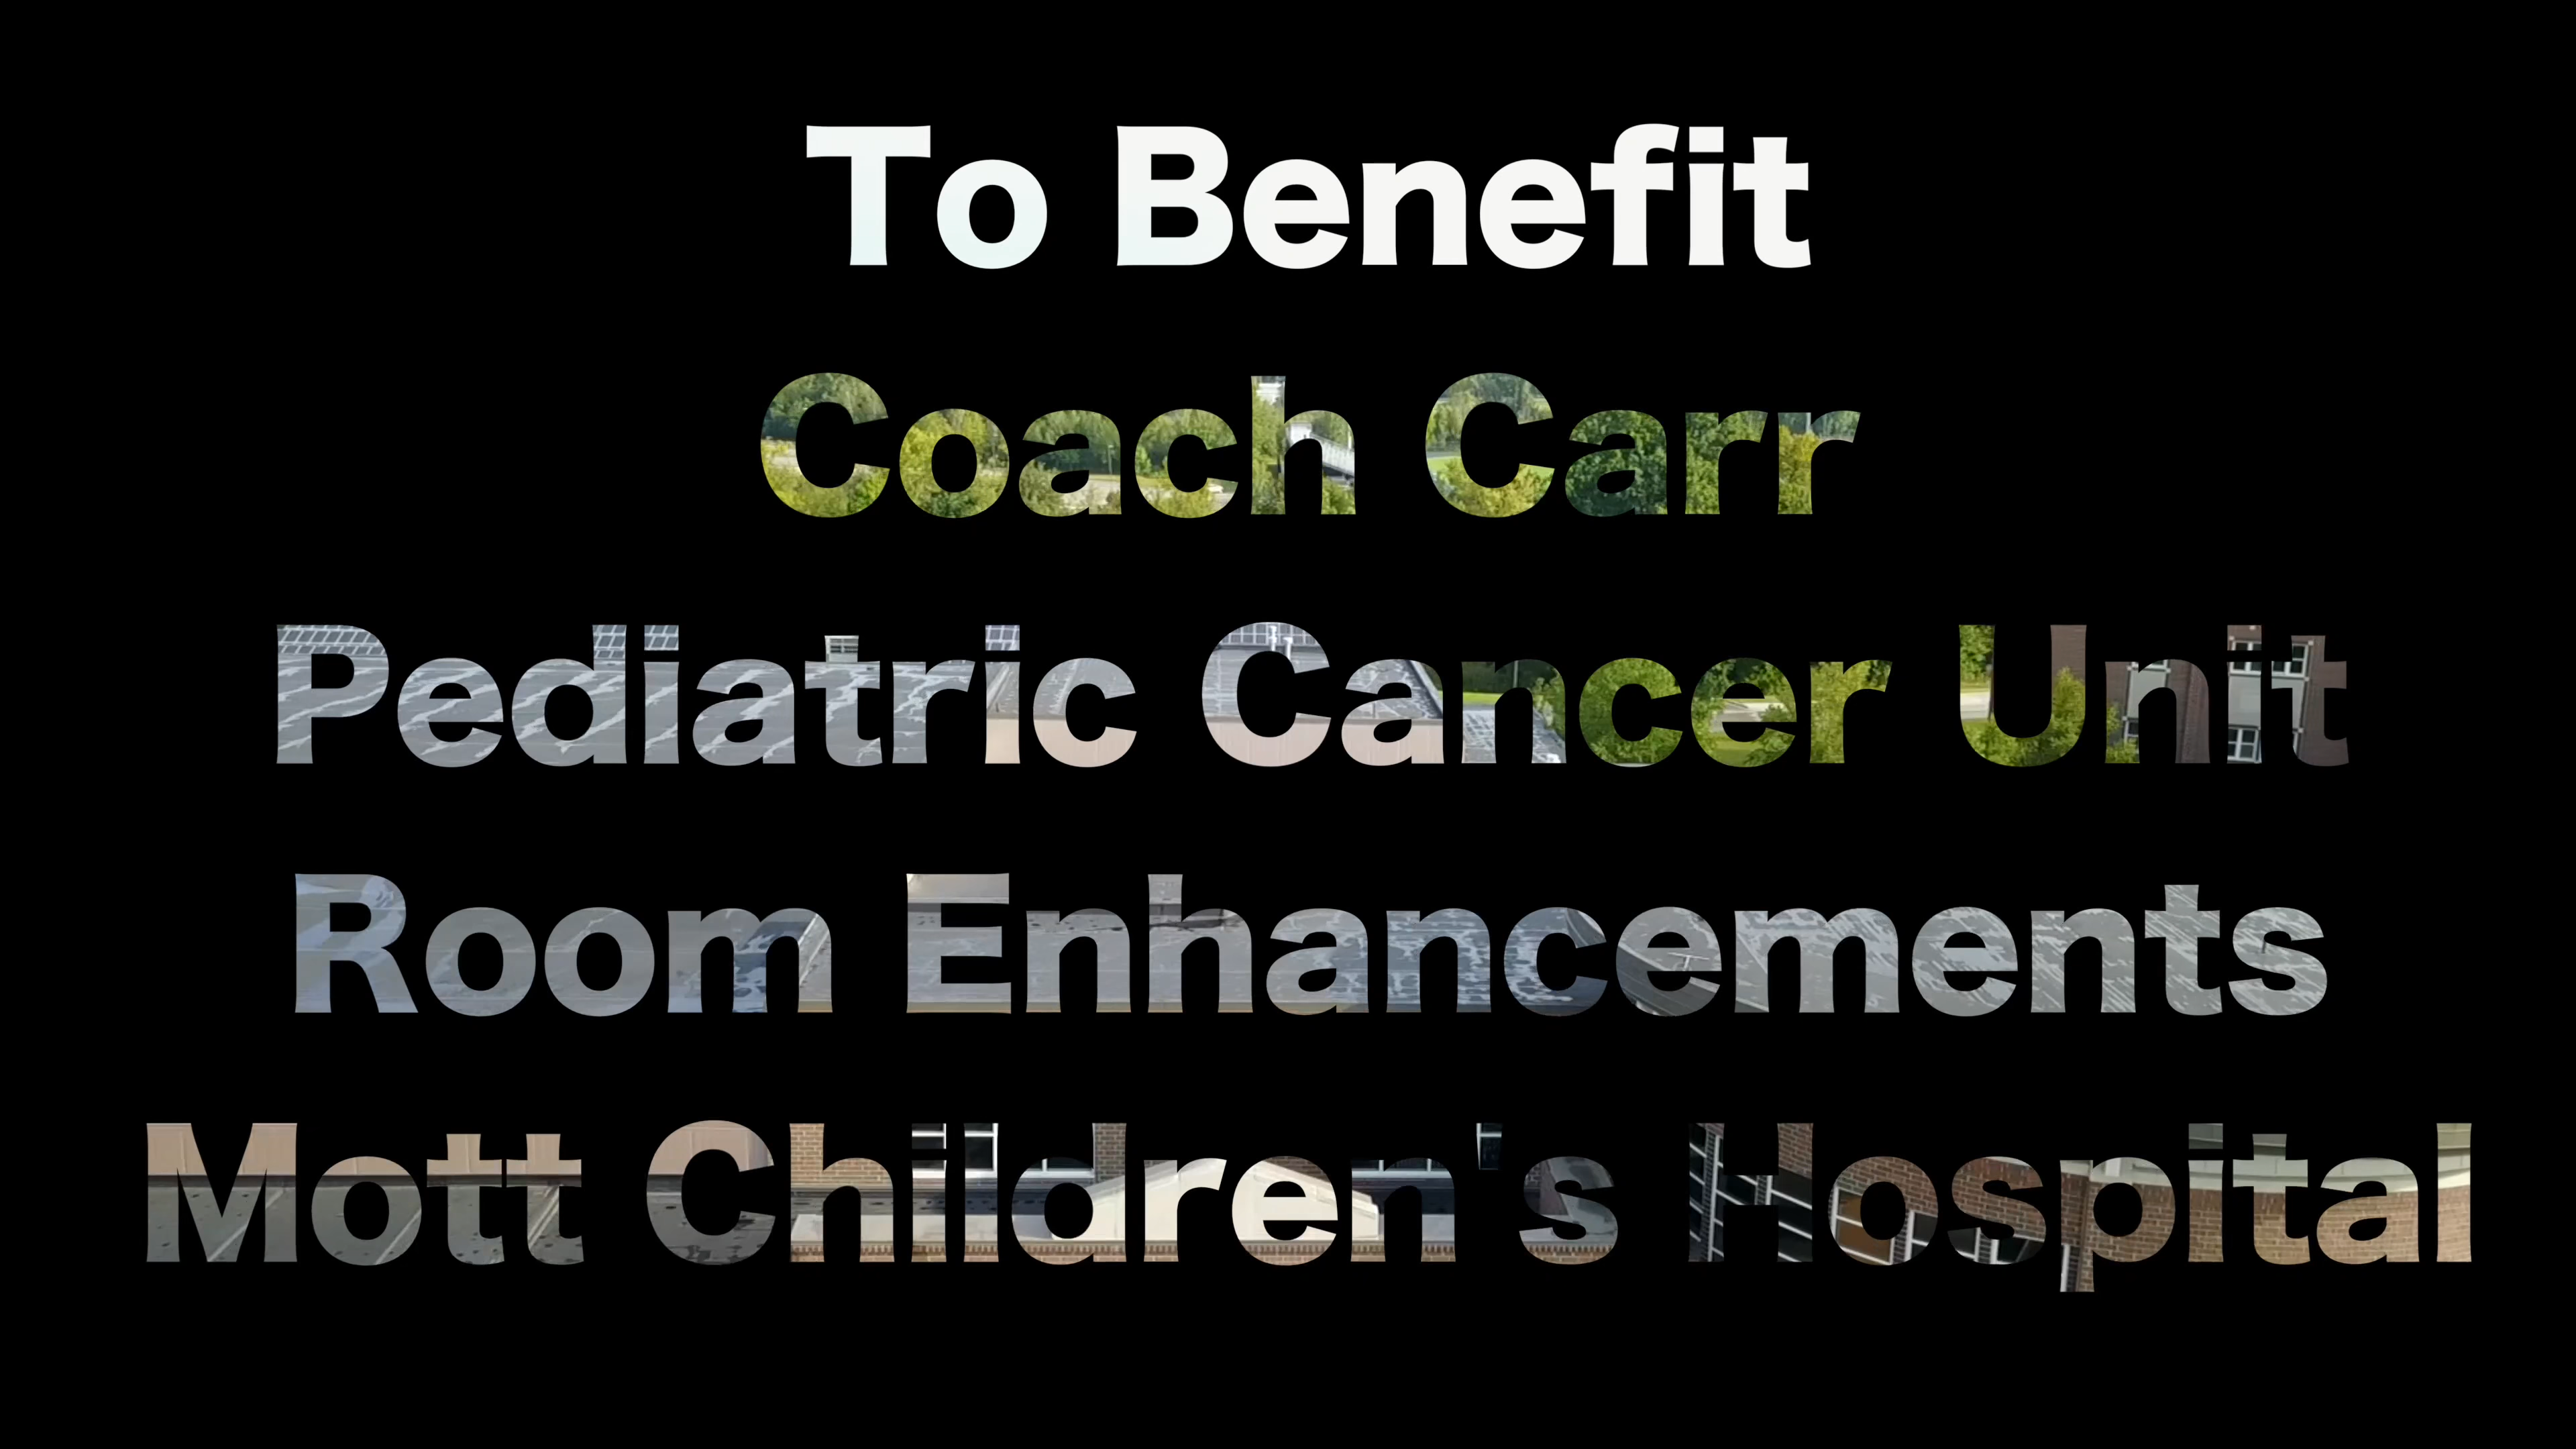 To Benefit
Coach Carr
Pediatric Cancer Unit
Room Enhancements
Mott Children's Hospital